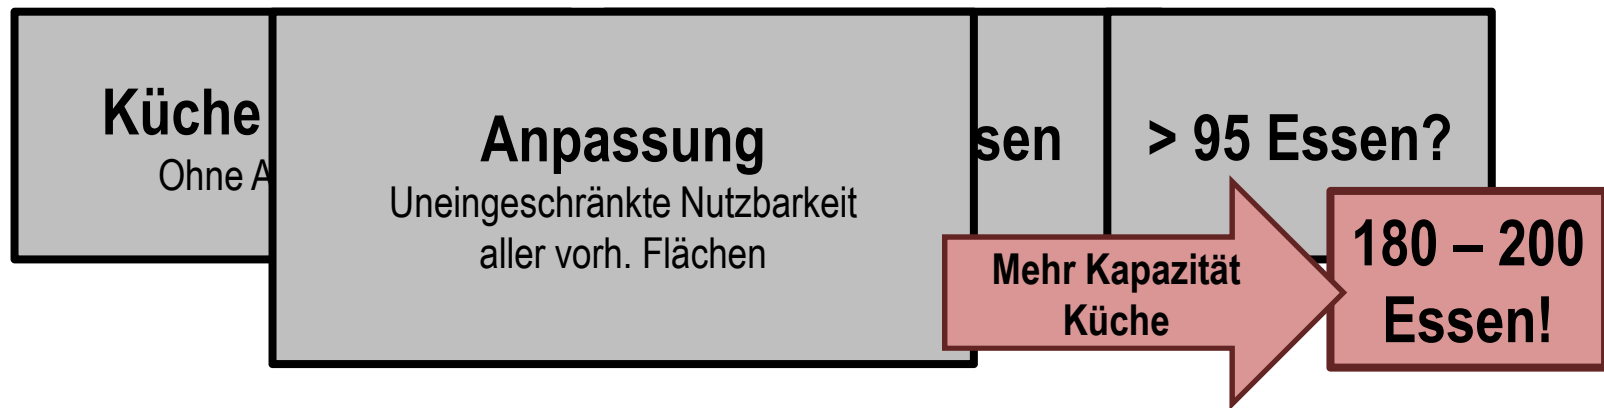 Küche
Ohne A
Anpassung
Uneingeschränkte Nutzbarkeit
aller vorh. Flächen
sen
> 95 Essen?
Mehr Kapazität
Küche
180 – 200
Essen!